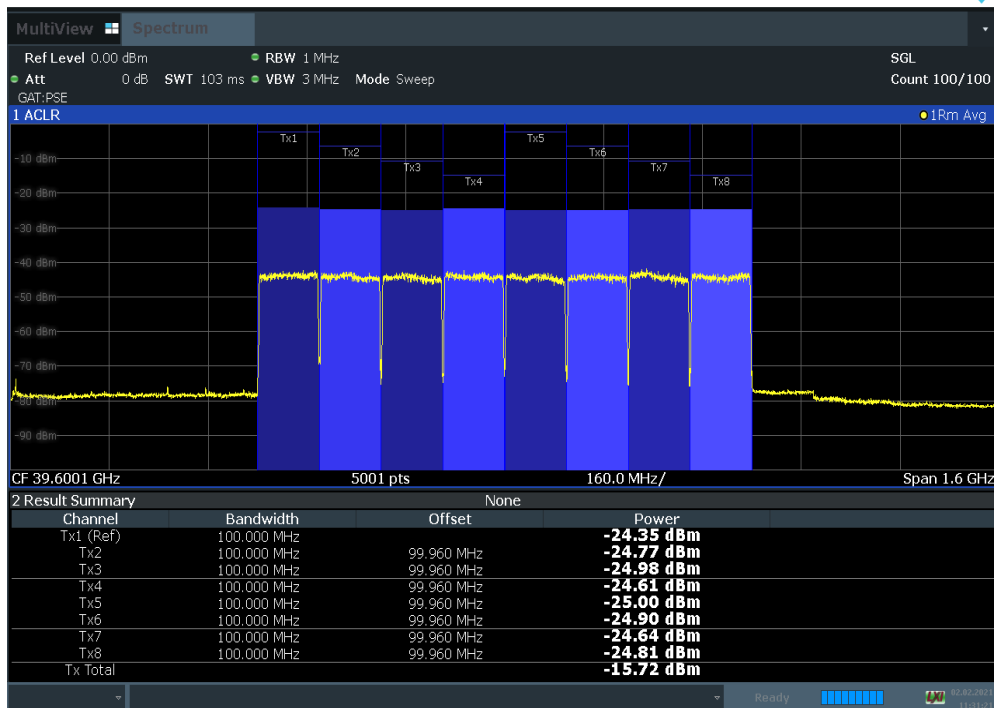 MultiView Spectrum
Ref Level 0.00 dBm RBW 1 MHz SGL
Att 0 dB SWT 103 ms VBW 3 MHz Mode Sweep Count 100/100
GAT:PSE
1 ACLR 1Rm Avg
Tx1 Tx5
Tx2 Tx6
-10 dBm
Tx3 Tx7
Tx4 Tx8
-20 dBm
-30 dBm
-40 dBm
-50 dBm
-60 dBm
-70 dBm
-80 dBm
-90 dBm
CF 39.6001 GHz 5001 pts 160.0 MHz/ Span 1.6 GHz
2 Result Summary None
Channel Bandwidth Offset Power
Tx1 (Ref) 100.000 MHz -24.35 dBm
Tx2 100.000 MHz 99.960 MHz -24.77 dBm
Tx3 100.000 MHz 99.960 MHz -24.98 dBm
Tx4 100.000 MHz 99.960 MHz -24.61 dBm
Tx5 100.000 MHz 99.960 MHz -25.00 dBm
Tx6 100.000 MHz 99.960 MHz -24.90 dBm
Tx7 100.000 MHz 99.960 MHz -24.64 dBm
Tx8 100.000 MHz 99.960 MHz -24.81 dBm
Tx Total -15.72 dBm
Ready 02.02.2021
11:31:21